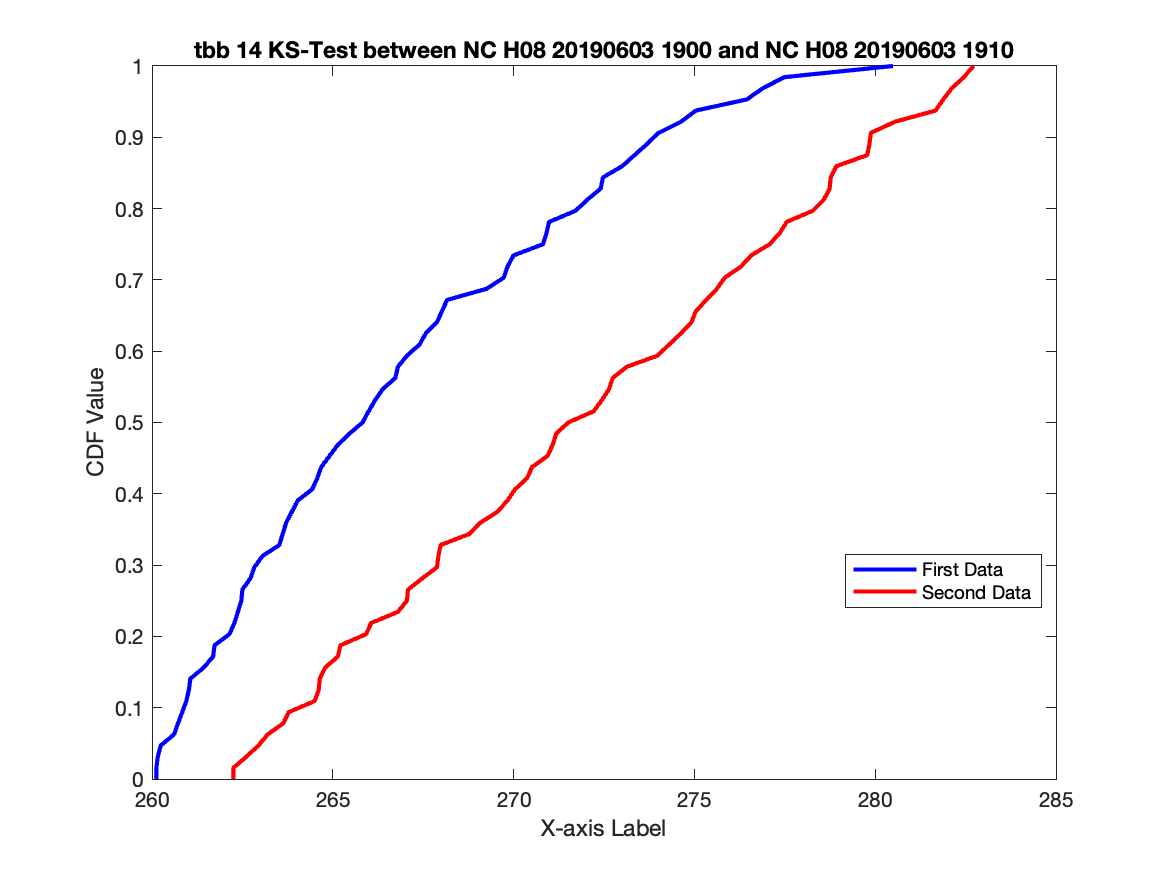 tbb 14 KS-Test between NC H08 20190603 1900 and NC H08 20190603 1910
1
0.9
0.8
0.7
0.6
0.5
0.4
0.3
0.2
0.1
0
CDF Value
First Data
Second Data
260 265 270 275 280 285
X-axis Label